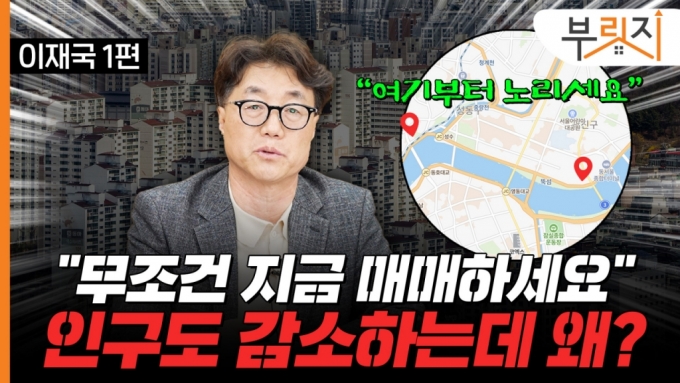 이재국 1편
부릿지
"여기부터 노리세요"
"무조건 지금 매매하세요"
인구도 감소하는데 왜?